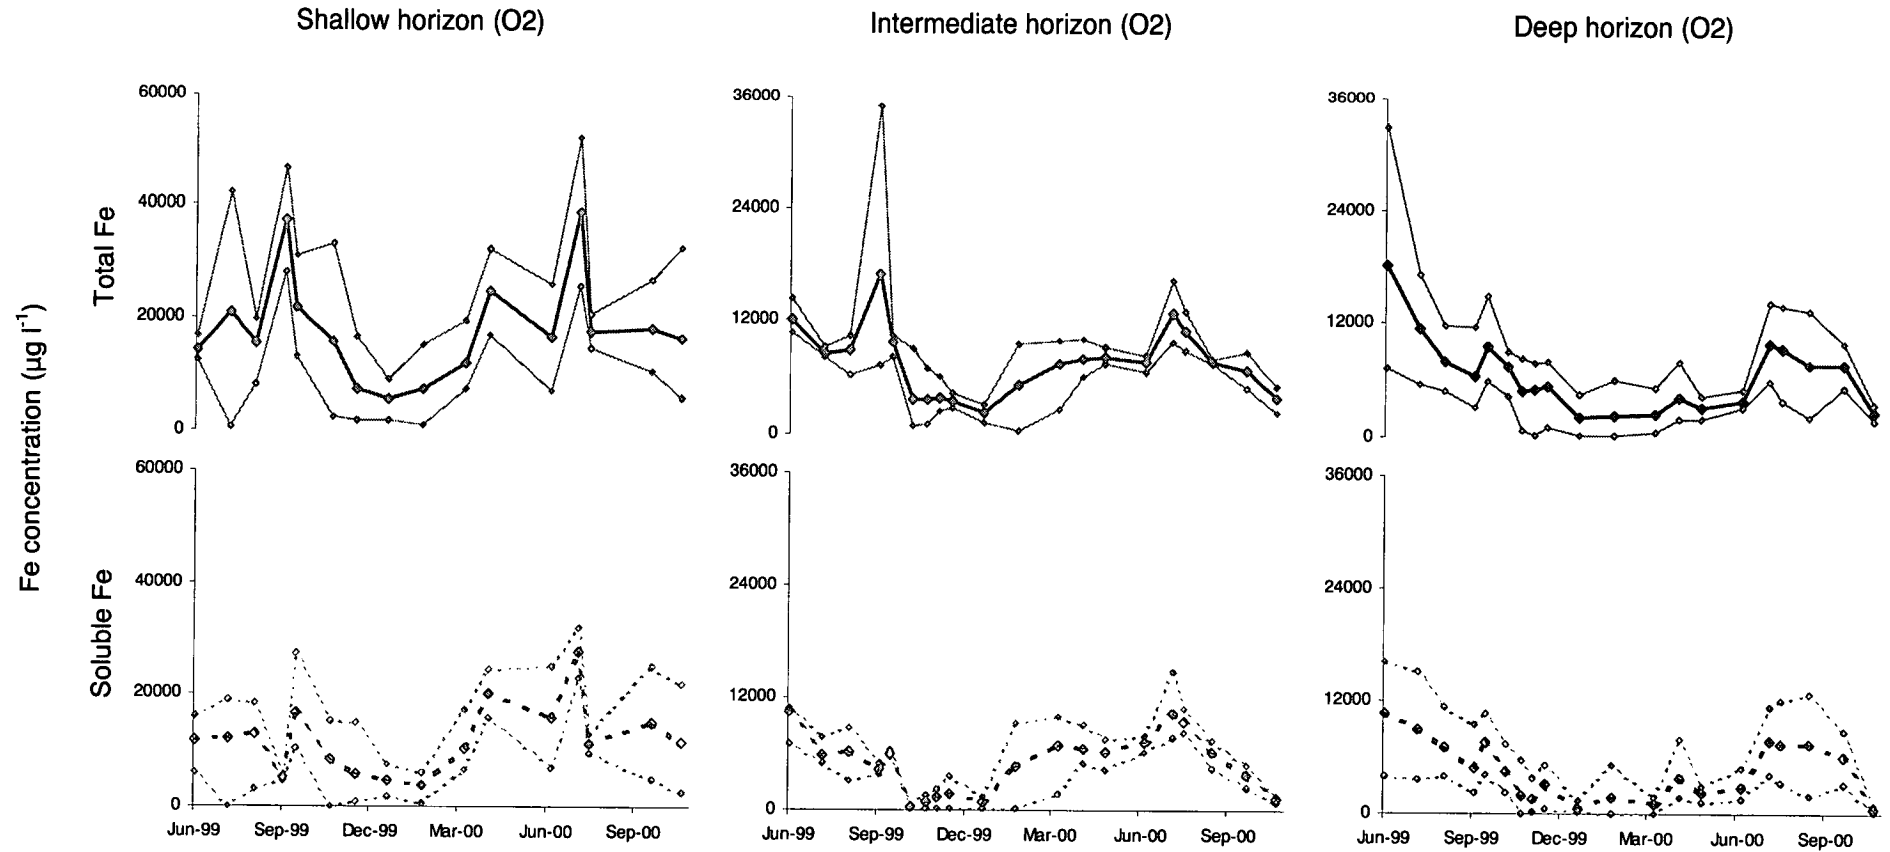 Shallow horizon (O2)
Intermediate horizon (O2)
Deep horizon (O2)
Fe concentration (µg l⁻¹)
Total Fe
60000
40000
20000
0
36000
24000
12000
0
36000
24000
12000
0
Soluble Fe
60000
40000
20000
0
Jun-99 Sep-99 Dec-99 Mar-00 Jun-00 Sep-00
36000
24000
12000
0
Jun-99 Sep-99 Dec-99 Mar-00 Jun-00 Sep-00
36000
24000
12000
0
Jun-99 Sep-99 Dec-99 Mar-00 Jun-00 Sep-00